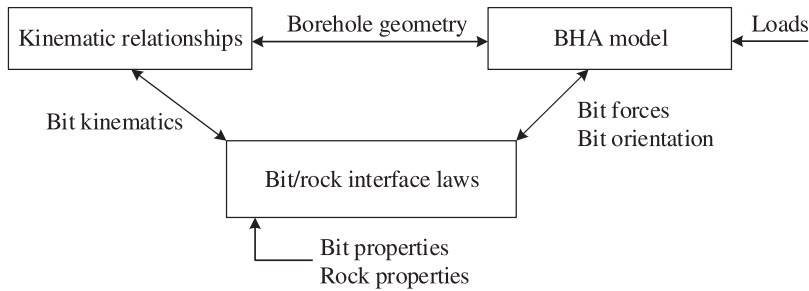 Kinematic relationships
Borehole geometry
BHA model
Loads
Bit kinematics
Bit forces
Bit orientation
Bit/rock interface laws
Bit properties
Rock properties